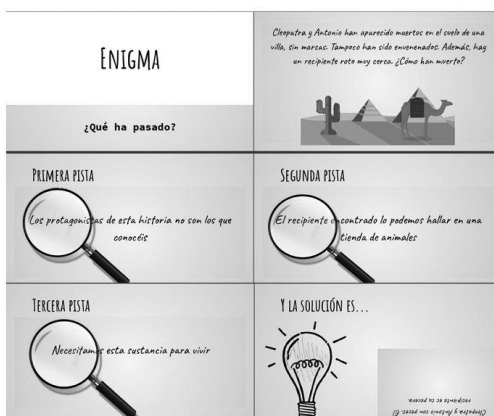 ENIGMA
¿Qué ha pasado?
Cleopatra y Antonio han aparecido muertos en el suelo de una
villa, sin marcas. Tampoco han sido envenenados. Además, hay
un recipiente roto muy cerca. ¿Cómo han muerto?
PRIMERA PISTA
Los protagonistas de esta historia no son los que
conocéis
SEGUNDA PISTA
El recipiente encontrado lo podemos hallar en una
tienda de animales
TERCERA PISTA
Necesitamos esta sustancia para vivir
Y LA SOLUCIÓN ES...
Cleopatra y Antonio son peces. El
recipiente es su pecera